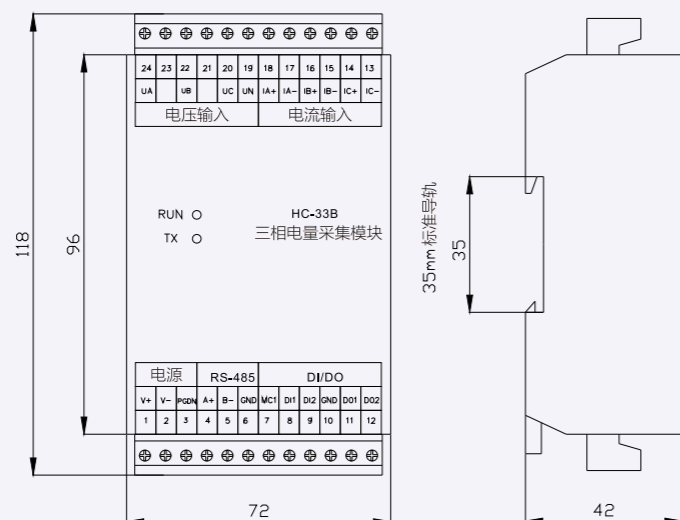 24 23 22 21 20 19 18 17 16 15 14 13
UA UB UC UN IA+ IA- IB+ IB- IC+ IC-
电压输入 电流输入
RUN HC-33B
TX 三相电量采集模块
118
96
35mm标准导轨
35
电源 RS-485 DI/DO
V+ V- PGDN A+ B- GND MC1 DI1 DI2 GND DO1 DO2
1 2 3 4 5 6 7 8 9 10 11 12
72
42